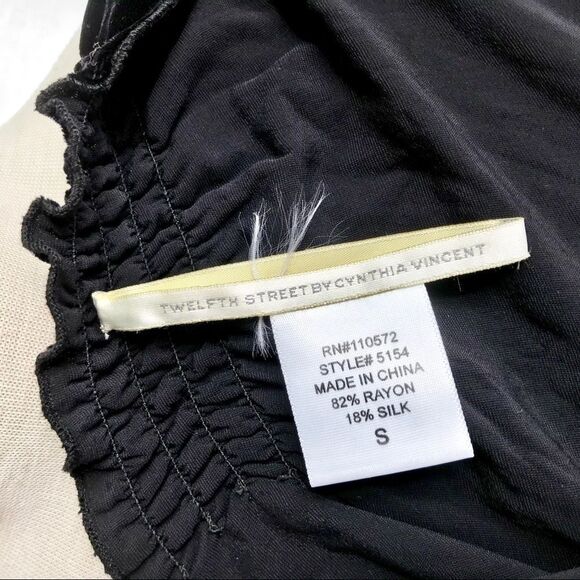 TWELFTH STREET BY CYNTHIA VINCENT
RN#110572
STYLE# 5154
MADE IN CHINA
82% RAYON
18% SILK
S